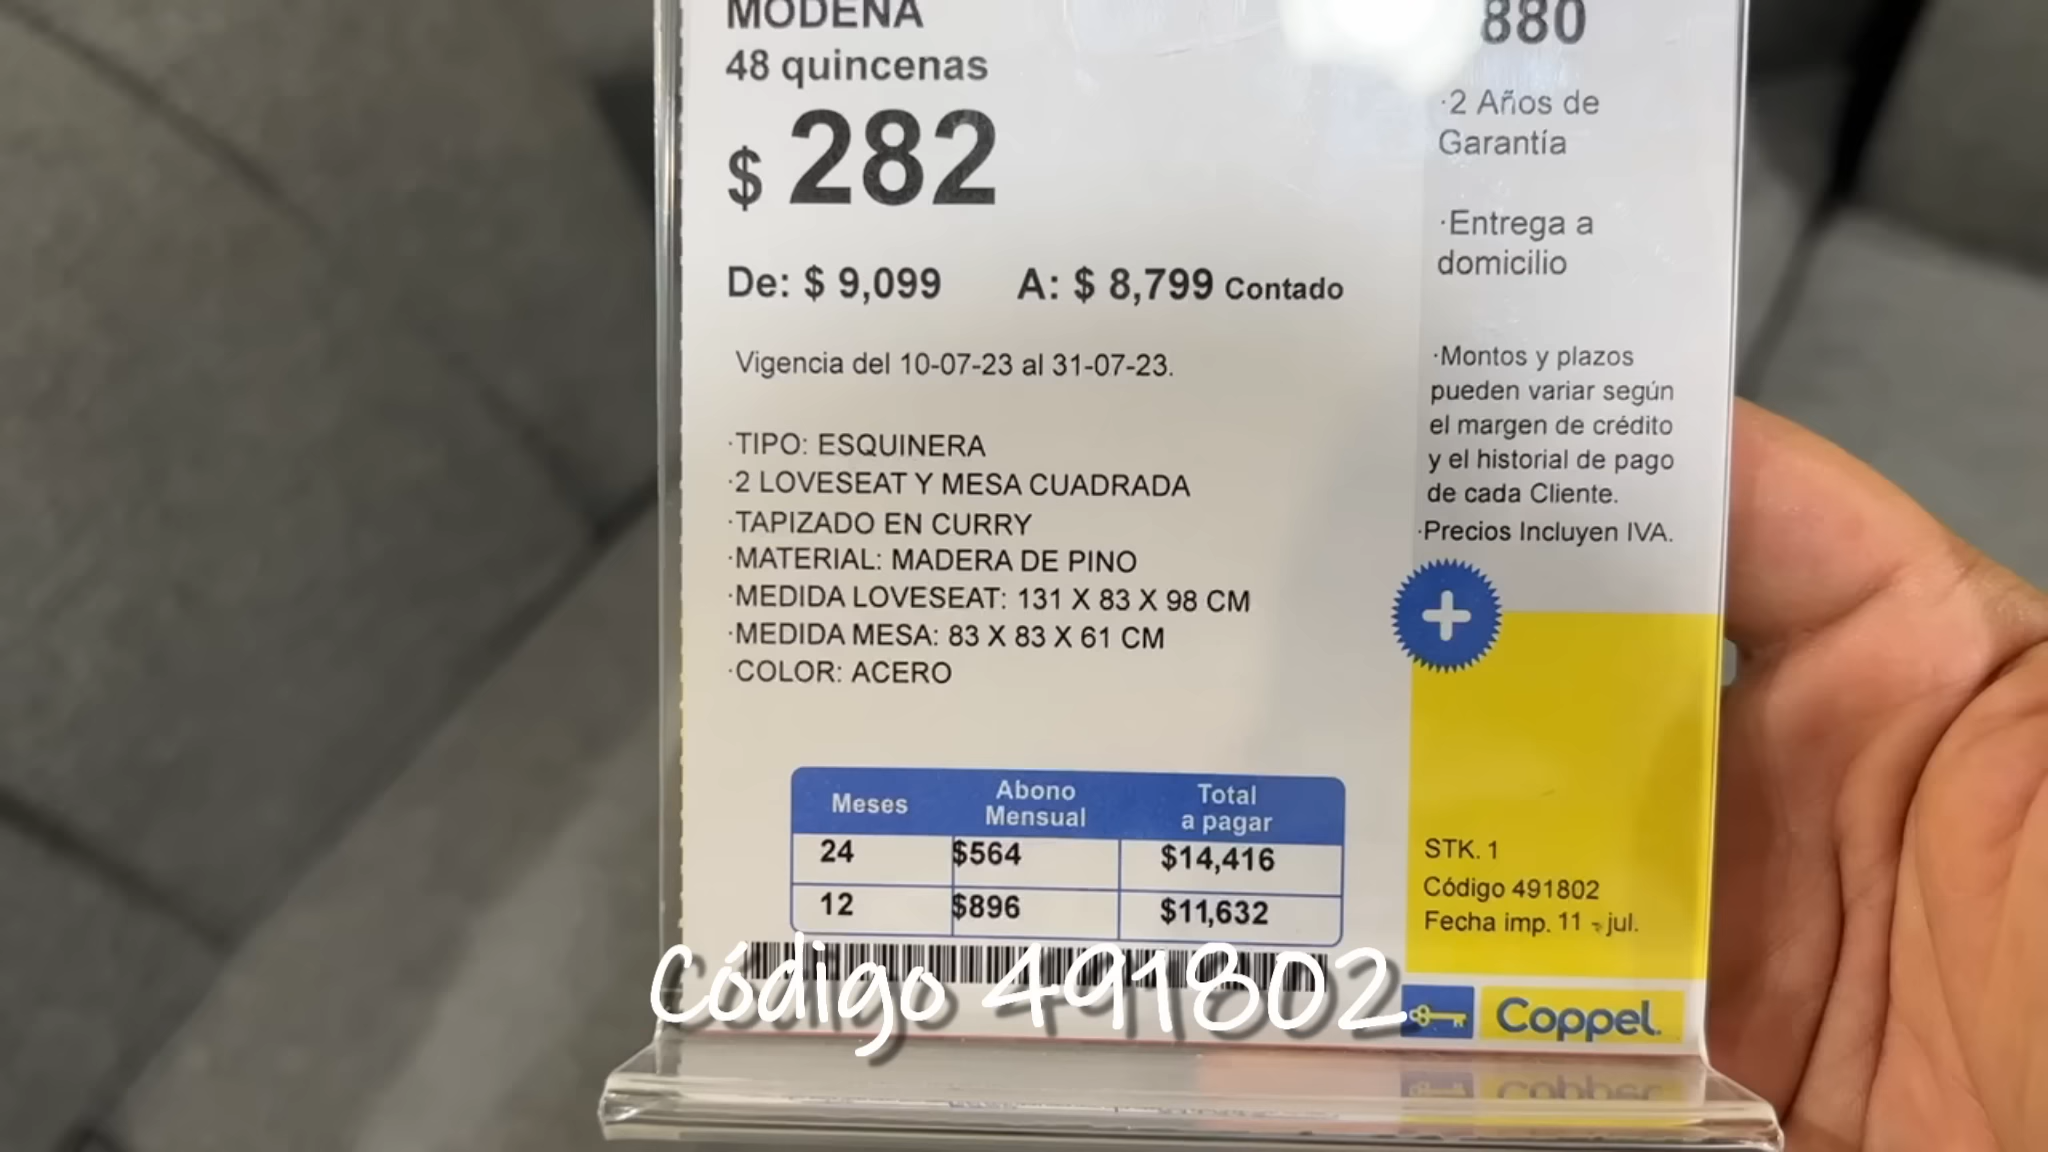 MODENA
48 quincenas
$ 282
De: $ 9,099 A: $ 8,799 Contado
Vigencia del 10-07-23 al 31-07-23.
·TIPO: ESQUINERA
·2 LOVESEAT Y MESA CUADRADA
·TAPIZADO EN CURRY
·MATERIAL: MADERA DE PINO
·MEDIDA LOVESEAT: 131 X 83 X 98 CM
·MEDIDA MESA: 83 X 83 X 61 CM
·COLOR: ACERO
Meses Abono Mensual Total a pagar
24 $564 $14,416
12 $896 $11,632
880
·2 Años de
Garantía
·Entrega a
domicilio
·Montos y plazos
pueden variar según
el margen de crédito
y el historial de pago
de cada Cliente.
·Precios Incluyen IVA.
+
STK. 1
Código 491802
Fecha imp. 11 - jul.
Coppel.
Código 491802